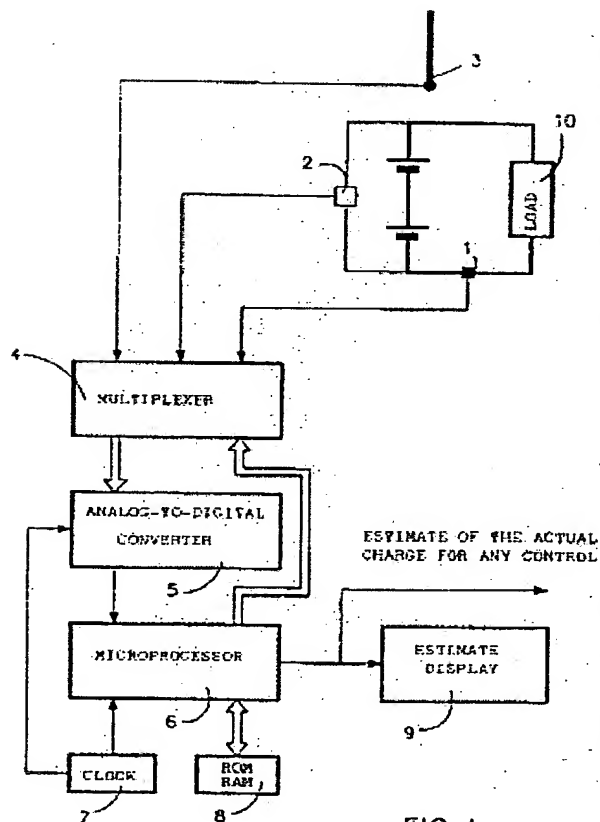 3
10
2
LOAD
1
4
MULTIPLEXER
ANALOG-TO-DIGITAL
CONVERTER
5
ESTIMATE OF THE ACTUAL
CHARGE FOR ANY CONTROL
MICROPROCESSOR
6
ESTIMATE
DISPLAY
9
CLOCK
7
ROM
RAM
8